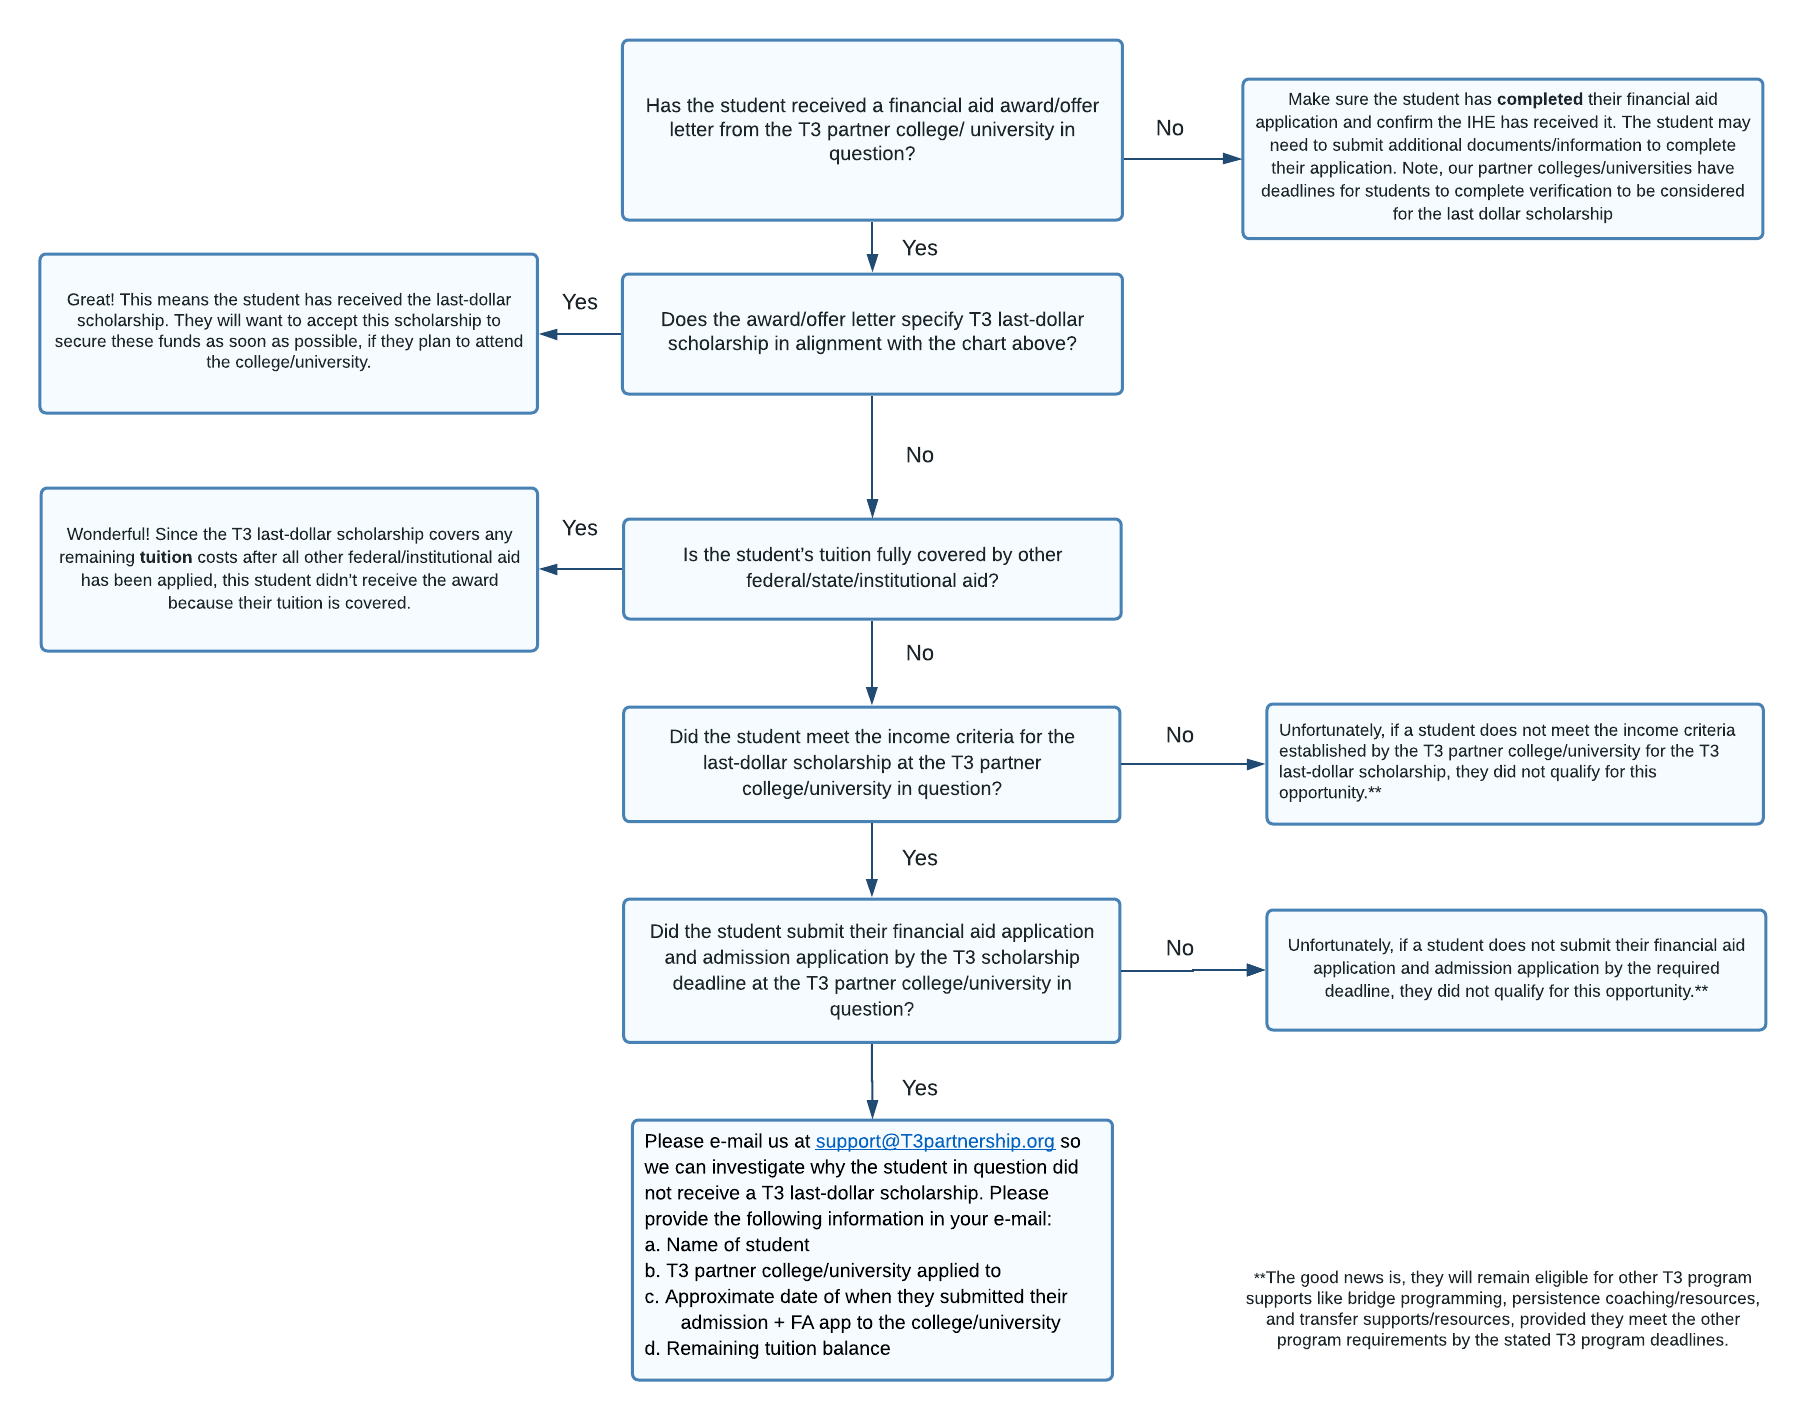 Has the student received a financial aid award/offer
letter from the T3 partner college/ university in
question?
No
Make sure the student has completed their financial aid
application and confirm the IHE has received it. The student may
need to submit additional documents/information to complete
their application. Note, our partner colleges/universities have
deadlines for students to complete verification to be considered
for the last dollar scholarship
Yes
Great! This means the student has received the last-dollar
scholarship. They will want to accept this scholarship to
secure these funds as soon as possible, if they plan to attend
the college/university.
Yes
Does the award/offer letter specify T3 last-dollar
scholarship in alignment with the chart above?
No
Wonderful! Since the T3 last-dollar scholarship covers any
remaining tuition costs after all other federal/institutional aid
has been applied, this student didn't receive the award
because their tuition is covered.
Yes
Is the student's tuition fully covered by other
federal/state/institutional aid?
No
Did the student meet the income criteria for the
last-dollar scholarship at the T3 partner
college/university in question?
No
Unfortunately, if a student does not meet the income criteria
established by the T3 partner college/university for the T3
last-dollar scholarship, they did not qualify for this
opportunity.**
Yes
Did the student submit their financial aid application
and admission application by the T3 scholarship
deadline at the T3 partner college/university in
question?
No
Unfortunately, if a student does not submit their financial aid
application and admission application by the required
deadline, they did not qualify for this opportunity.**
Yes
Please e-mail us at support@T3partnership.org so
we can investigate why the student in question did
not receive a T3 last-dollar scholarship. Please
provide the following information in your e-mail:
a. Name of student
b. T3 partner college/university applied to
c. Approximate date of when they submitted their
admission + FA app to the college/university
d. Remaining tuition balance
**The good news is, they will remain eligible for other T3 program
supports like bridge programming, persistence coaching/resources,
and transfer supports/resources, provided they meet the other
program requirements by the stated T3 program deadlines.